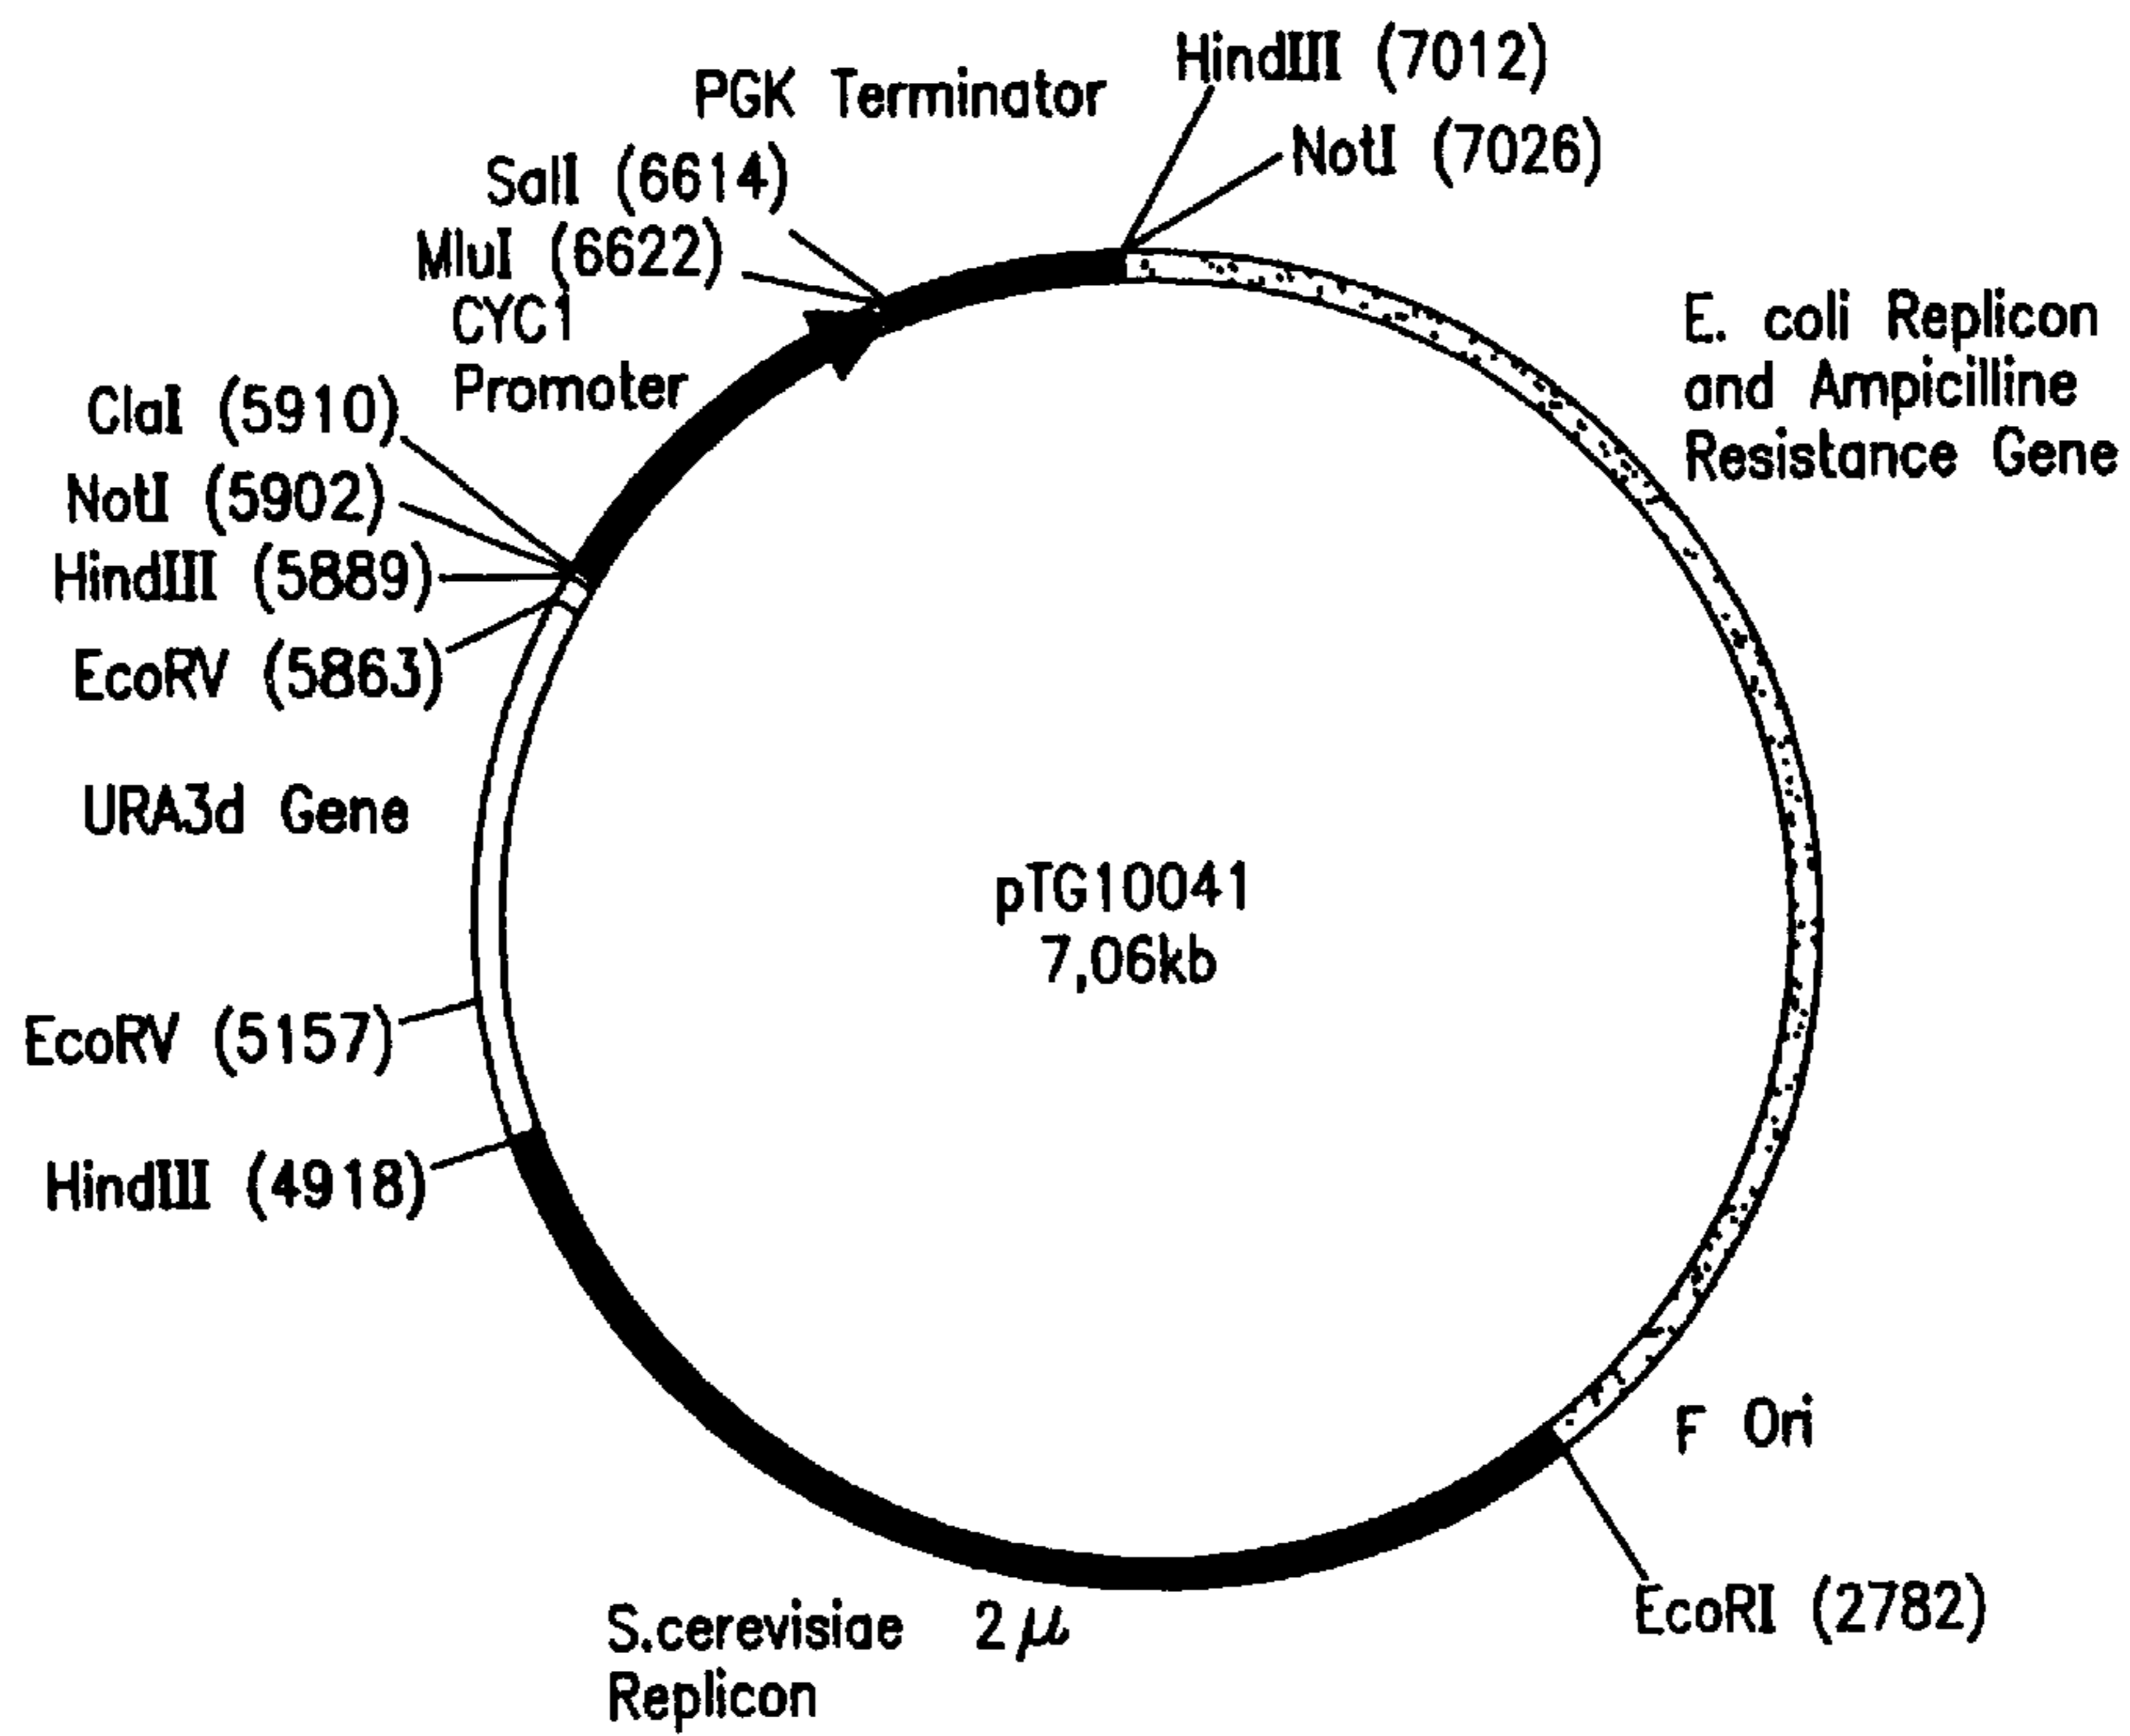 HindIII (7012)
PGK Terminator
NotI (7026)
SalI (6614)
MluI (6622)
CYC1
Promoter
E. coli Replicon
and Ampicilline
Resistance Gene
ClaI (5910)
NotI (5902)
HindIII (5889)
EcoRV (5863)
URA3d Gene
pTG10041
7,06kb
EcoRV (5157)
HindIII (4918)
F Ori
EcoRI (2782)
S.cerevisiae 2μ
Replicon